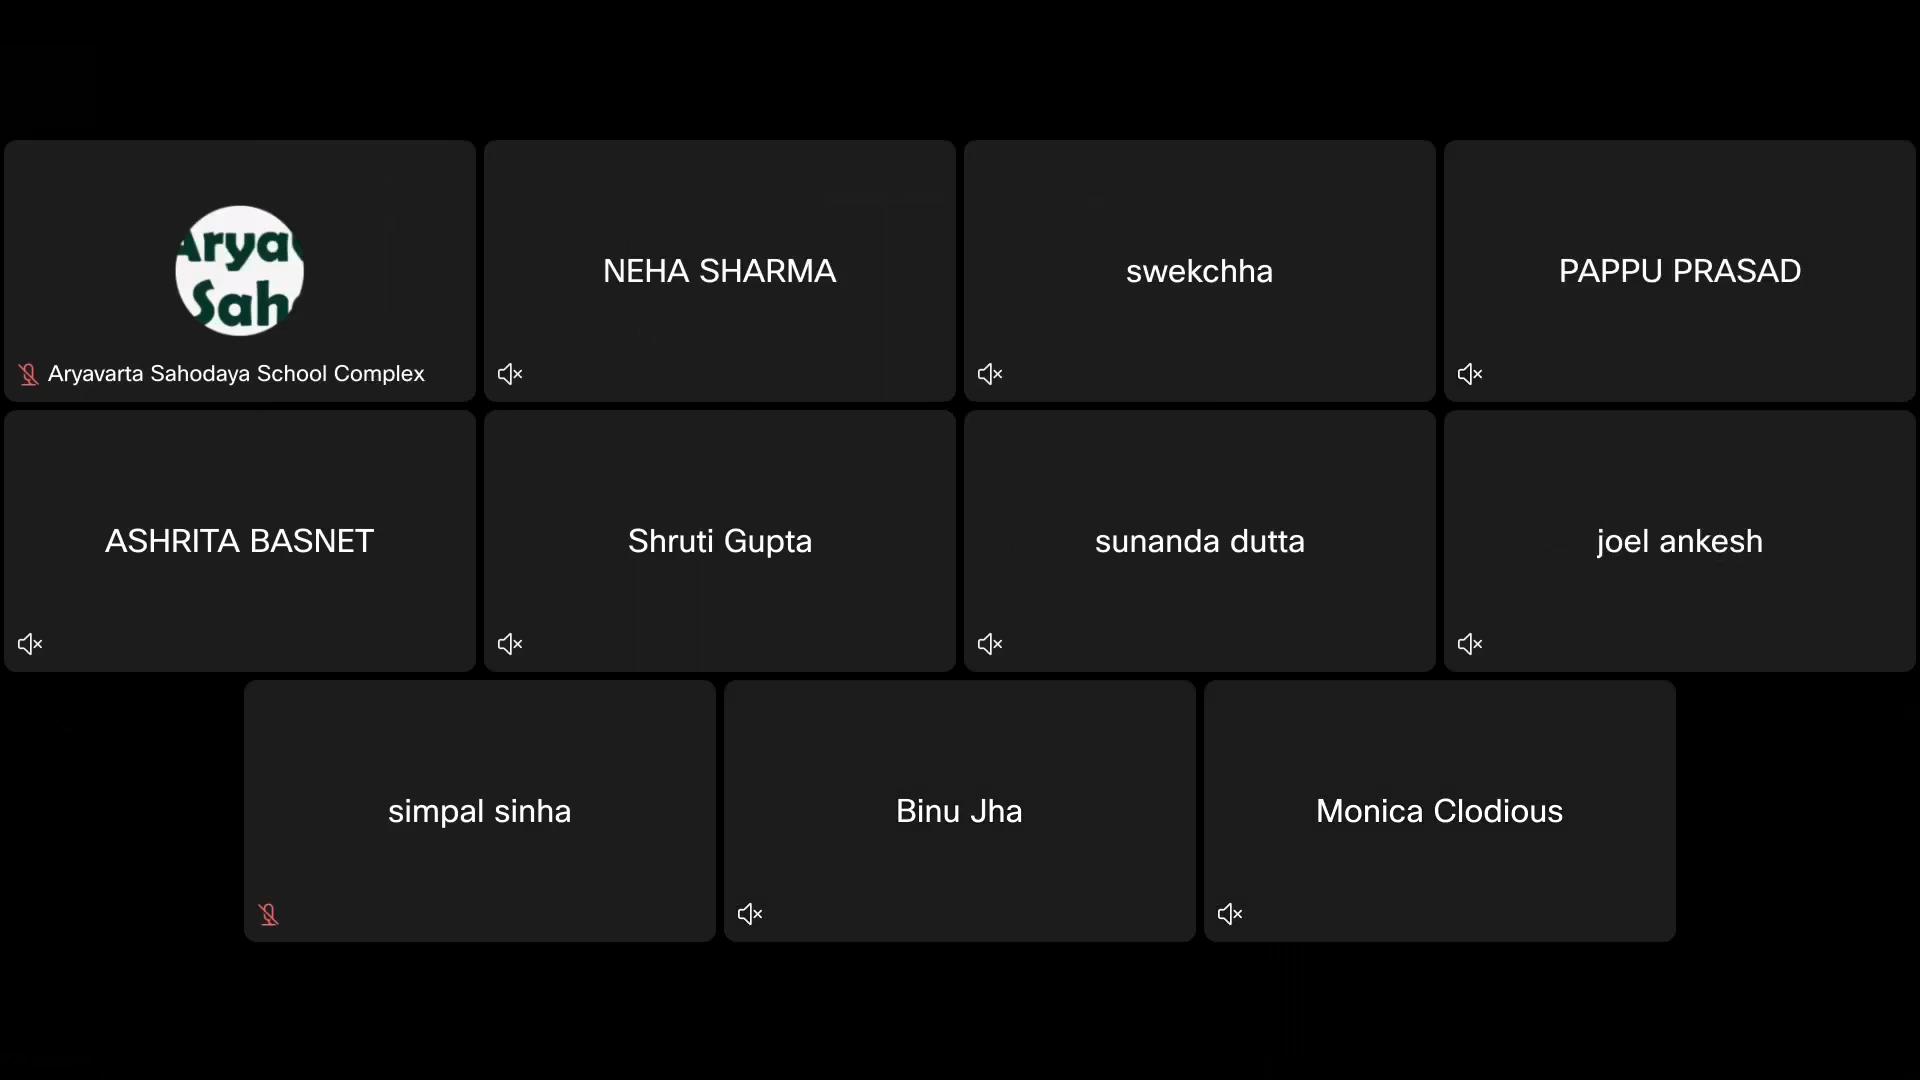 Arya
Sah
Aryavarta Sahodaya School Complex
NEHA SHARMA
swekchha
PAPPU PRASAD
ASHRITA BASNET
Shruti Gupta
sunanda dutta
joel ankesh
simpal sinha
Binu Jha
Monica Clodious